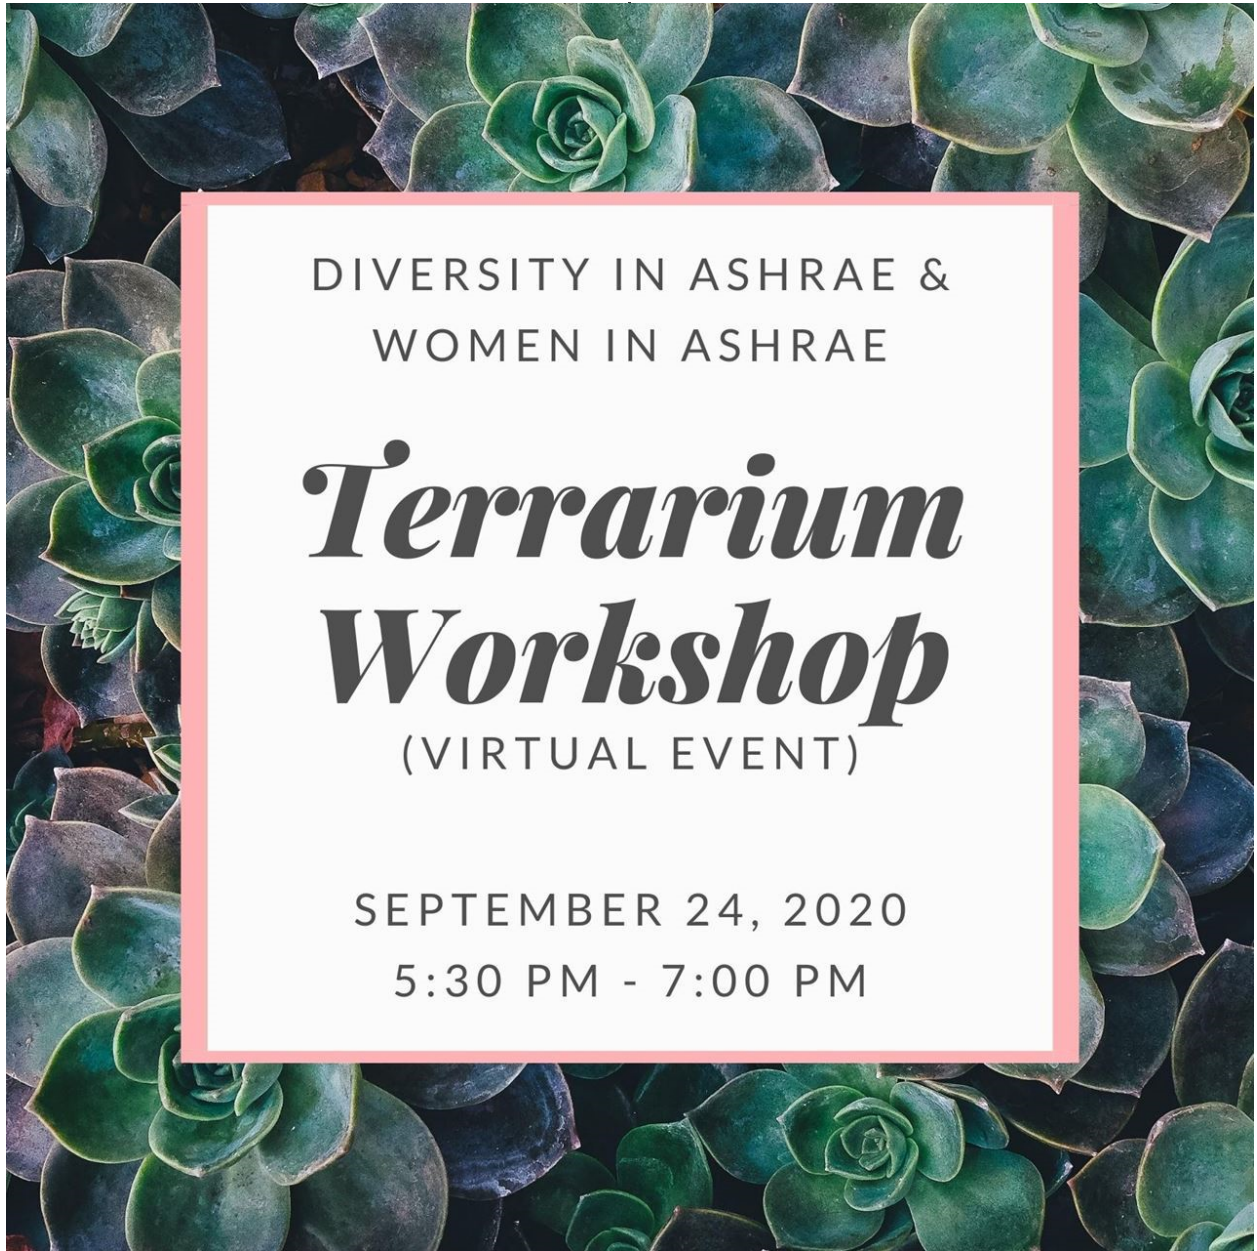 DIVERSITY IN ASHRAE &
WOMEN IN ASHRAE
Terrarium
Workshop
(VIRTUAL EVENT)
SEPTEMBER 24, 2020
5:30 PM - 7:00 PM